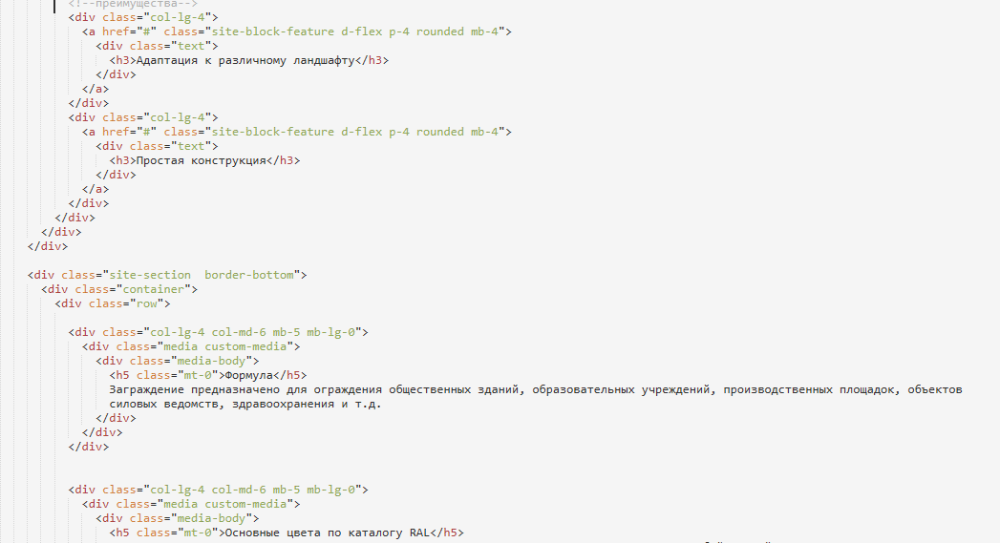 <!--преимущества-->
<div class="col-lg-4">
<a href="#" class="site-block-feature d-flex p-4 rounded mb-4">
<div class="text">
<h3>Адаптация к различному ландшафту</h3>
</div>
</a>
</div>
<div class="col-lg-4">
<a href="#" class="site-block-feature d-flex p-4 rounded mb-4">
<div class="text">
<h3>Простая конструкция</h3>
</div>
</a>
</div>
</div>
</div>
</div>
<div class="site-section  border-bottom">
<div class="container">
<div class="row">
<div class="col-lg-4 col-md-6 mb-5 mb-lg-0">
<div class="media custom-media">
<div class="media-body">
<h5 class="mt-0">Формула</h5>
Заграждение предназначено для ограждения общественных зданий, образовательных учреждений, производственных площадок, объектов
силовых ведомств, здравоохранения и т.д.
</div>
</div>
</div>
<div class="col-lg-4 col-md-6 mb-5 mb-lg-0">
<div class="media custom-media">
<div class="media-body">
<h5 class="mt-0">Основные цвета по каталогу RAL</h5>